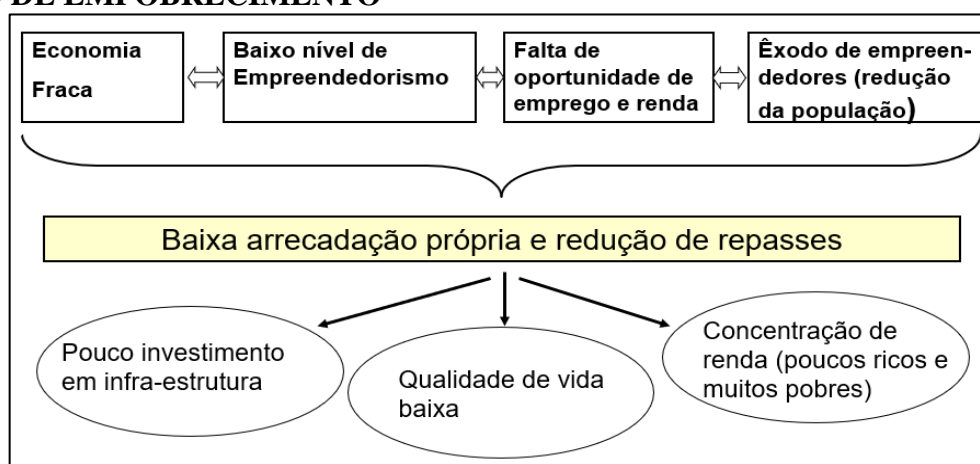 DE EMPOBRECIMENTO
Economia
Fraca
Baixo nível de
Empreendedorismo
Falta de
oportunidade de
emprego e renda
Êxodo de empreen-
dedores (redução
da população)
Baixa arrecadação própria e redução de repasses
Pouco investimento
em infra-estrutura
Qualidade de vida
baixa
Concentração de
renda (poucos ricos e
muitos pobres)